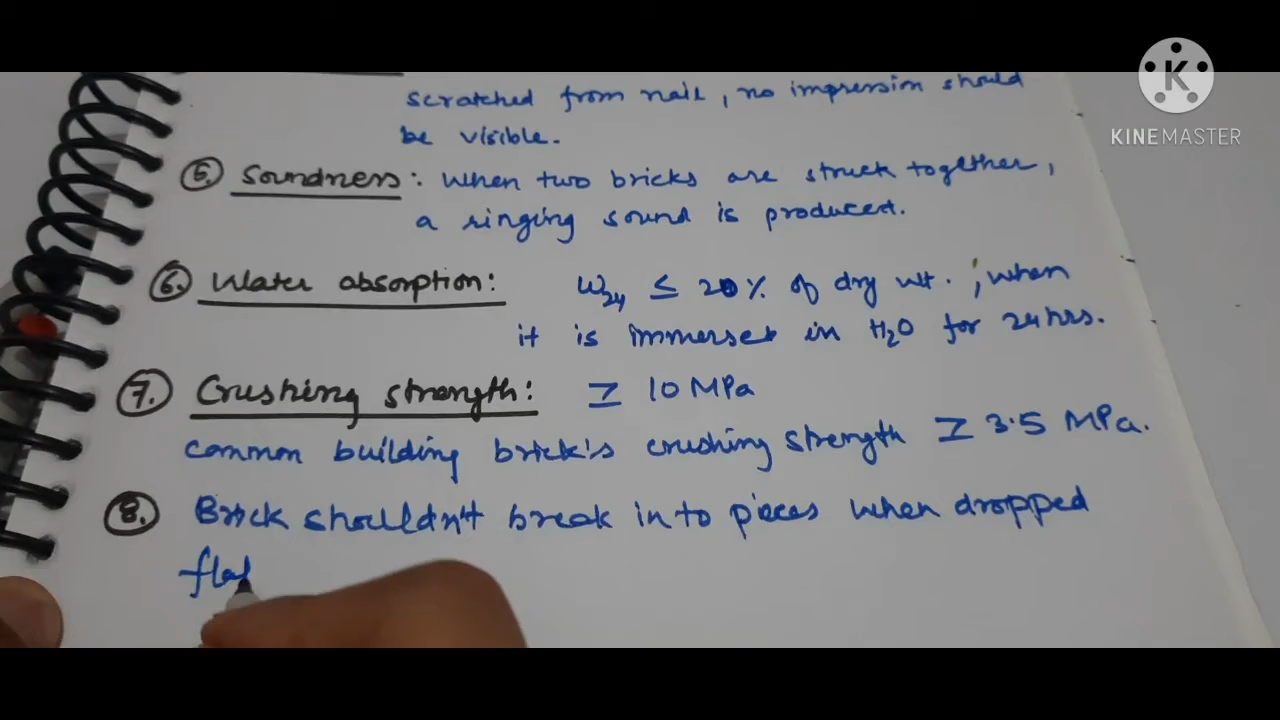 scratched from nail, no impression should
be visible.
5. Soundness: When two bricks are struck together,
a ringing sound is produced.
6. Water absorption: W24 ≤ 20% of dry wt. ; when
it is immersed in H2O for 24 hrs.
7. Crushing strength: ≥ 10 MPa
common building brick's crushing strength ≥ 3.5 MPa.
8. Brick shouldn't break into pieces when dropped
flat
K
KINEMASTER